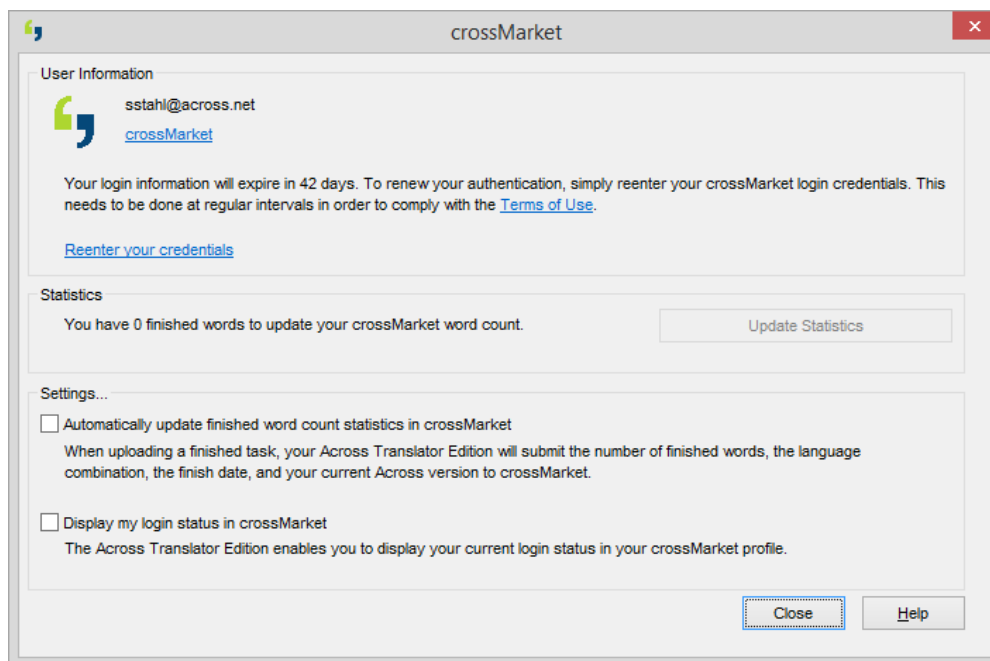 crossMarket
User Information
sstahl@across.net
crossMarket
Your login information will expire in 42 days. To renew your authentication, simply reenter your crossMarket login credentials. This
needs to be done at regular intervals in order to comply with the Terms of Use.
Reenter your credentials
Statistics
You have 0 finished words to update your crossMarket word count.
Update Statistics
Settings...
Automatically update finished word count statistics in crossMarket
When uploading a finished task, your Across Translator Edition will submit the number of finished words, the language
combination, the finish date, and your current Across version to crossMarket.
Display my login status in crossMarket
The Across Translator Edition enables you to display your current login status in your crossMarket profile.
Close
Help